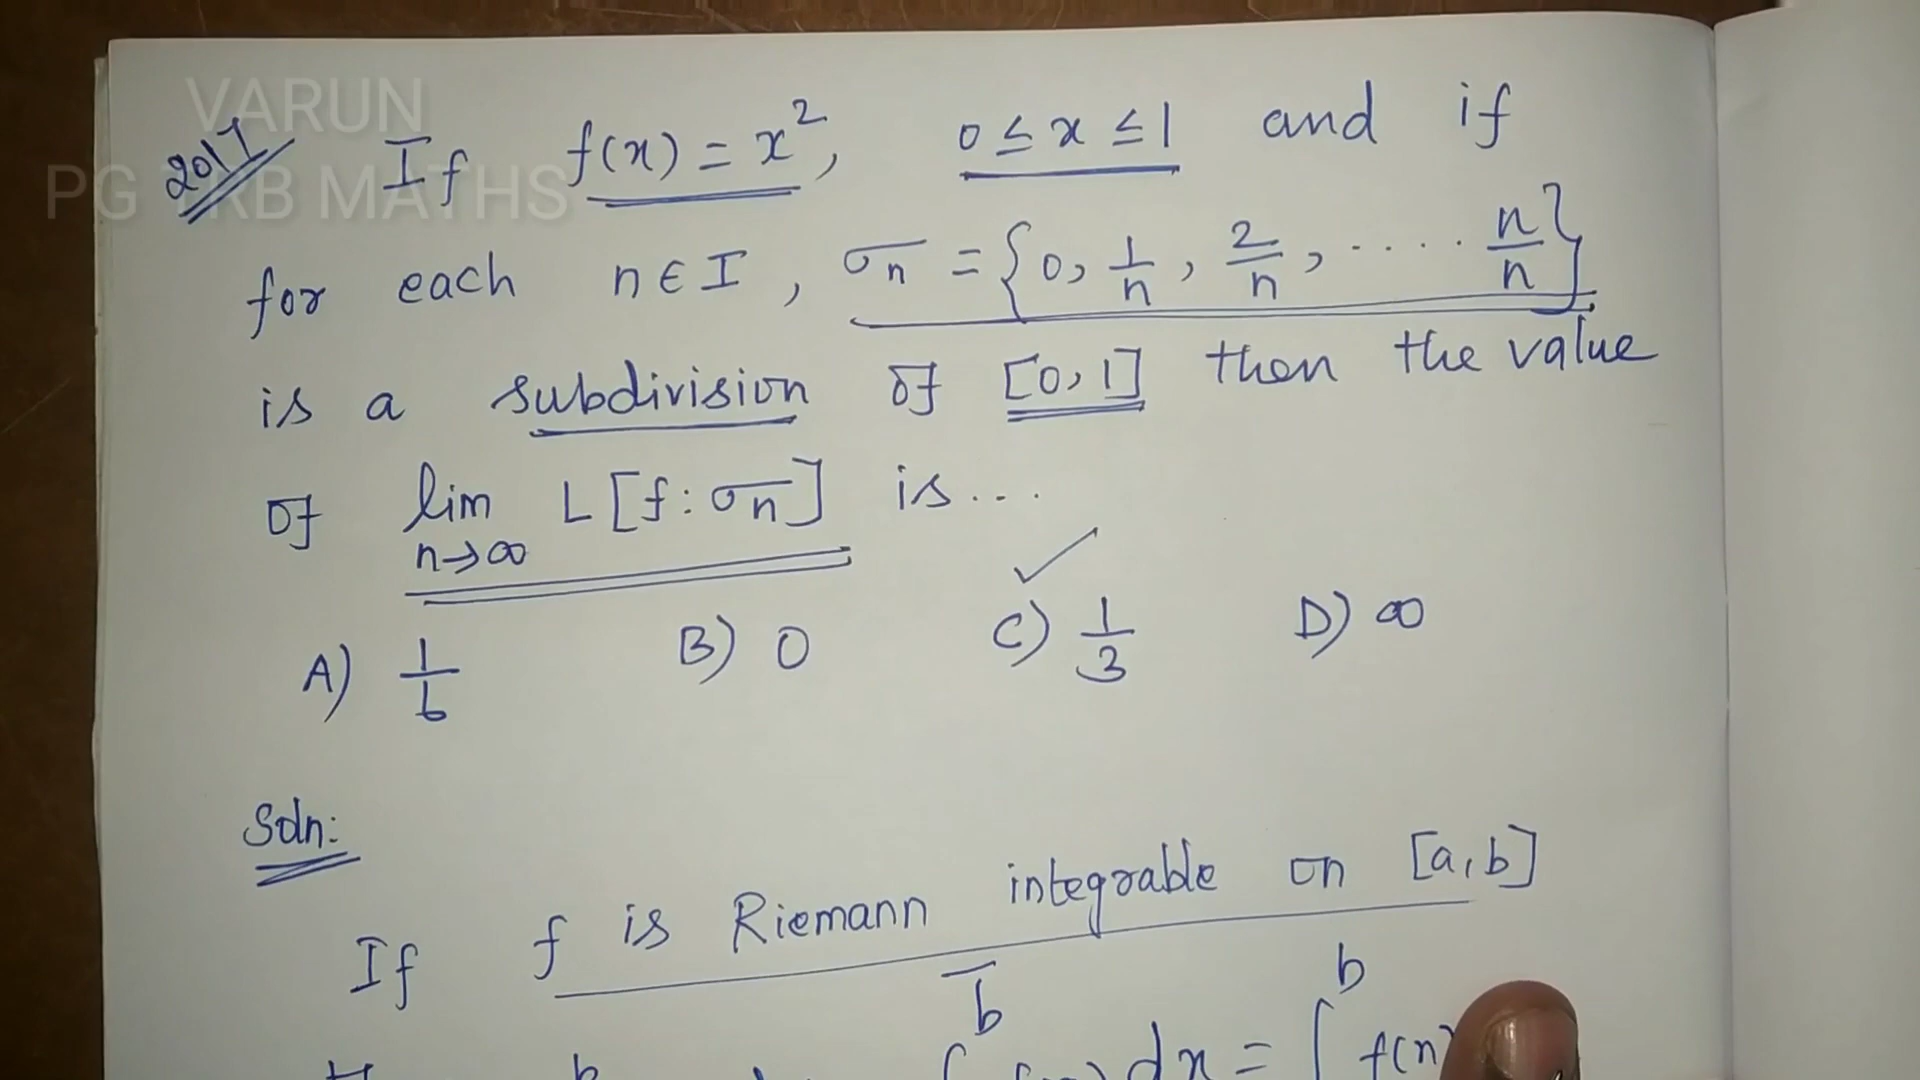 VARUN
PG TRB MATHS
2017 If f(x) = x², 0 ≤ x ≤ 1 and if
for each n ∈ I, σn = {0, 1/n, 2/n, ..... n/n}
is a subdivision of [0,1] then the value
of lim n→∞ L[f:σn] is...
A) 1/6 B) 0 C) 1/3 D) ∞
Soln:
If f is Riemann integrable on [a,b]